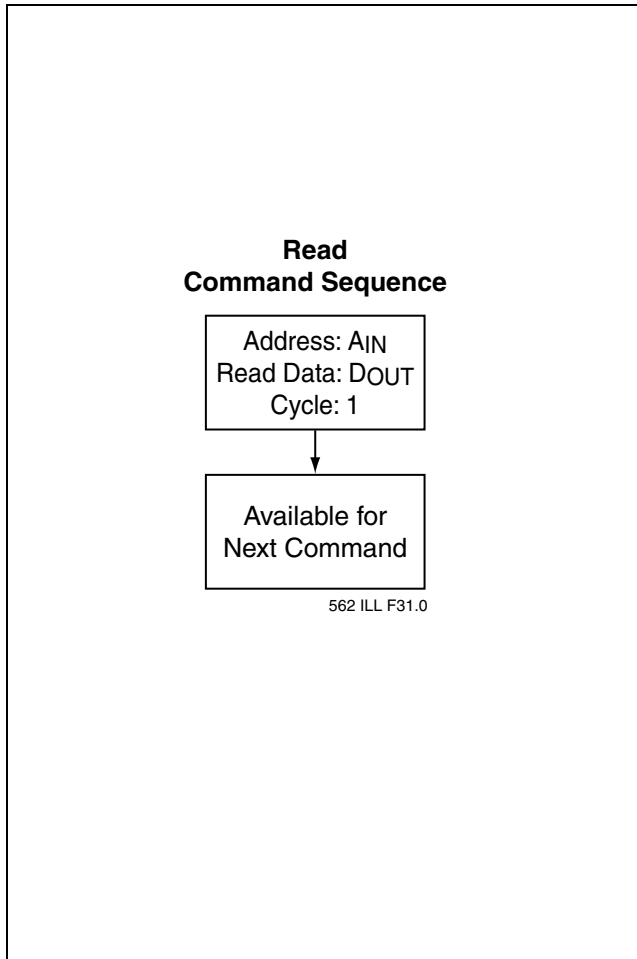 Read
Command Sequence
Address: AIN
Read Data: DOUT
Cycle: 1
Available for
Next Command
562 ILL F31.0